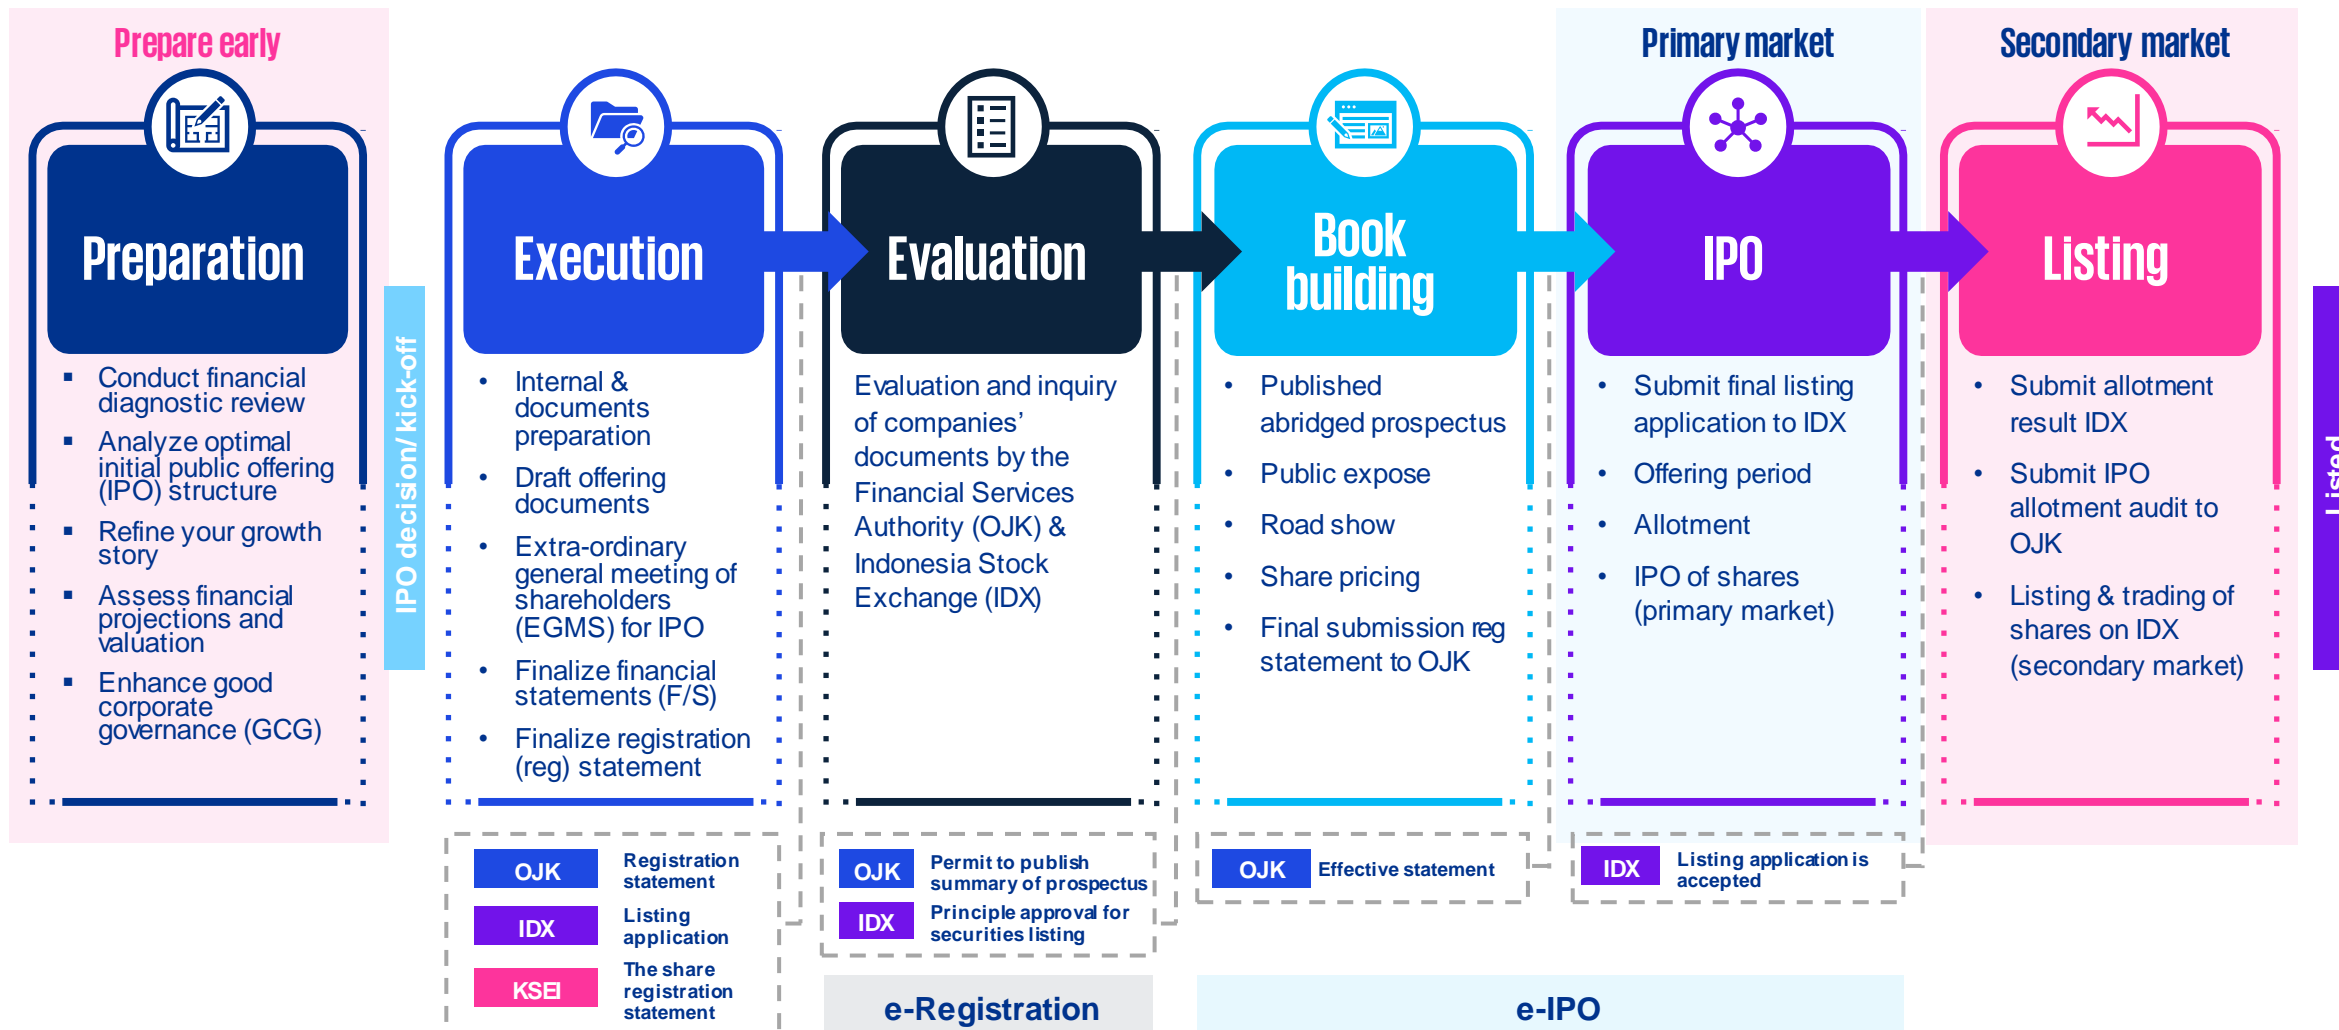 Prepare early
Primary market
Secondary market
Preparation
Conduct financial
diagnostic review
Analyze optimal
initial public offering
(IPO) structure
Refine your growth
story
Assess financial
projections and
valuation
Enhance good
corporate
governance (GCG)
IPO decision/ kick-off
Execution
Internal &
documents
preparation
Draft offering
documents
Extra-ordinary
general meeting of
shareholders
(EGMS) for IPO
Finalize financial
statements (F/S)
Finalize registration
(reg) statement
OJK
Registration
statement
IDX
Listing
application
KSEI
The share
registration
statement
Evaluation
Evaluation and inquiry
of companies’
documents by the
Financial Services
Authority (OJK) &
Indonesia Stock
Exchange (IDX)
OJK
Permit to publish
summary of prospectus
IDX
Principle approval for
securities listing
e-Registration
Book
building
Published
abridged prospectus
Public expose
Road show
Share pricing
Final submission reg
statement to OJK
OJK
Effective statement
IPO
Submit final listing
application to IDX
Offering period
Allotment
IPO of shares
(primary market)
IDX
Listing application is
accepted
e-IPO
Listing
Submit allotment
result IDX
Submit IPO
allotment audit to
OJK
Listing & trading of
shares on IDX
(secondary market)
Listed